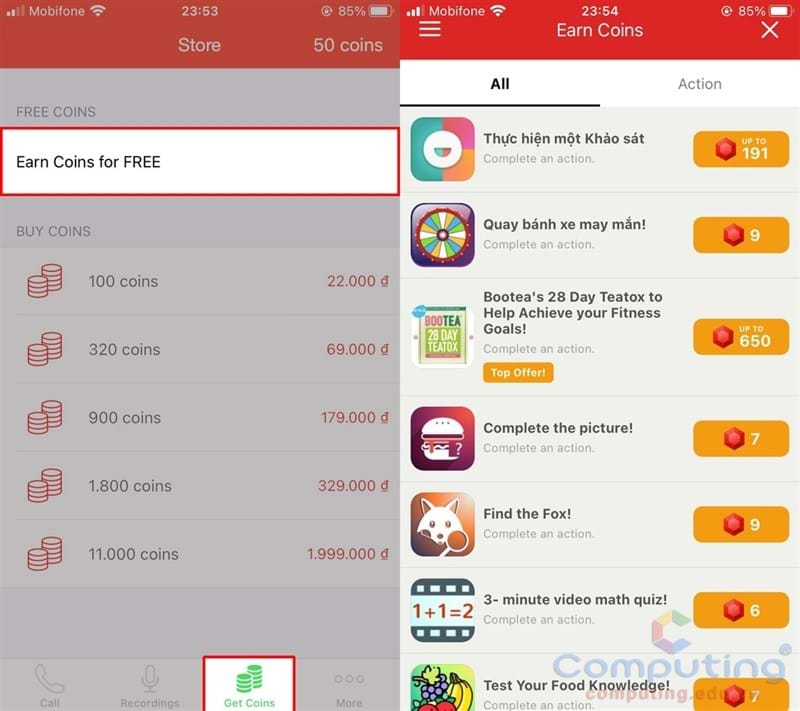 Mobifone 23:53 85%
Store 50 coins
FREE COINS
Earn Coins for FREE
BUY COINS
100 coins 22.000 ₫
320 coins 69.000 ₫
900 coins 179.000 ₫
1.800 coins 329.000 ₫
11.000 coins 1.999.000 ₫
Call Recordings Get Coins More
Mobifone 23:54 85%
Earn Coins
All Action
Thực hiện một Khảo sát
Complete an action.
UP TO
191
Quay bánh xe may mắn!
Complete an action.
9
BOOTEA
28 DAY
TEATOX
Bootea's 28 Day Teatox to
Help Achieve your Fitness
Goals!
Complete an action.
Top Offer!
UP TO
650
Complete the picture!
Complete an action.
7
?
Find the Fox!
Complete an action.
9
1+1=2
3- minute video math quiz!
Complete an action.
6
Test Your Food Knowledge!
7
Computing®